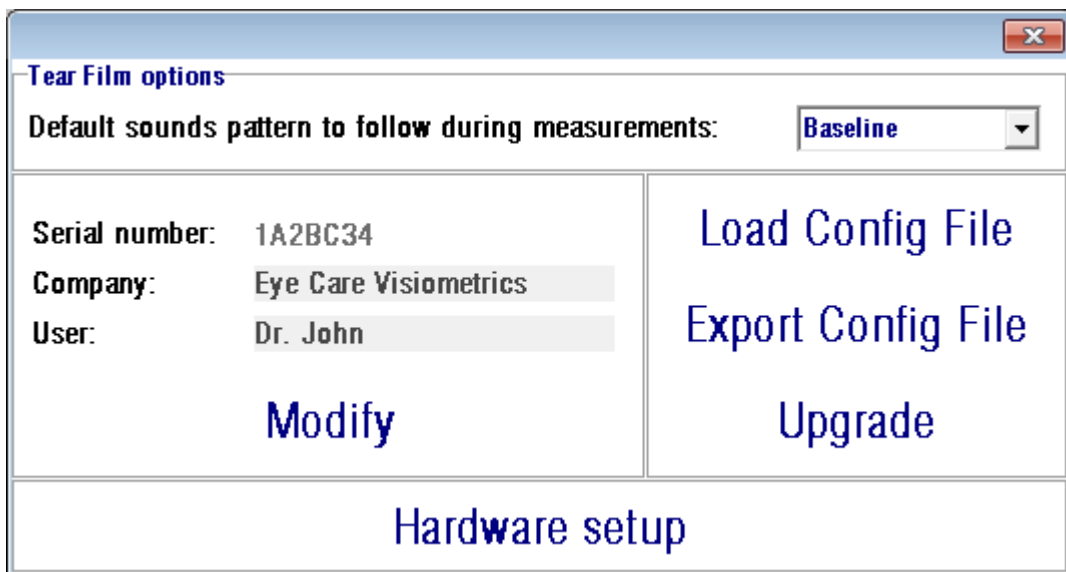 Tear Film options
Default sounds pattern to follow during measurements: Baseline
Serial number: 1A2BC34
Company: Eye Care Visiometrics
User: Dr. John
Modify
Load Config File
Export Config File
Upgrade
Hardware setup